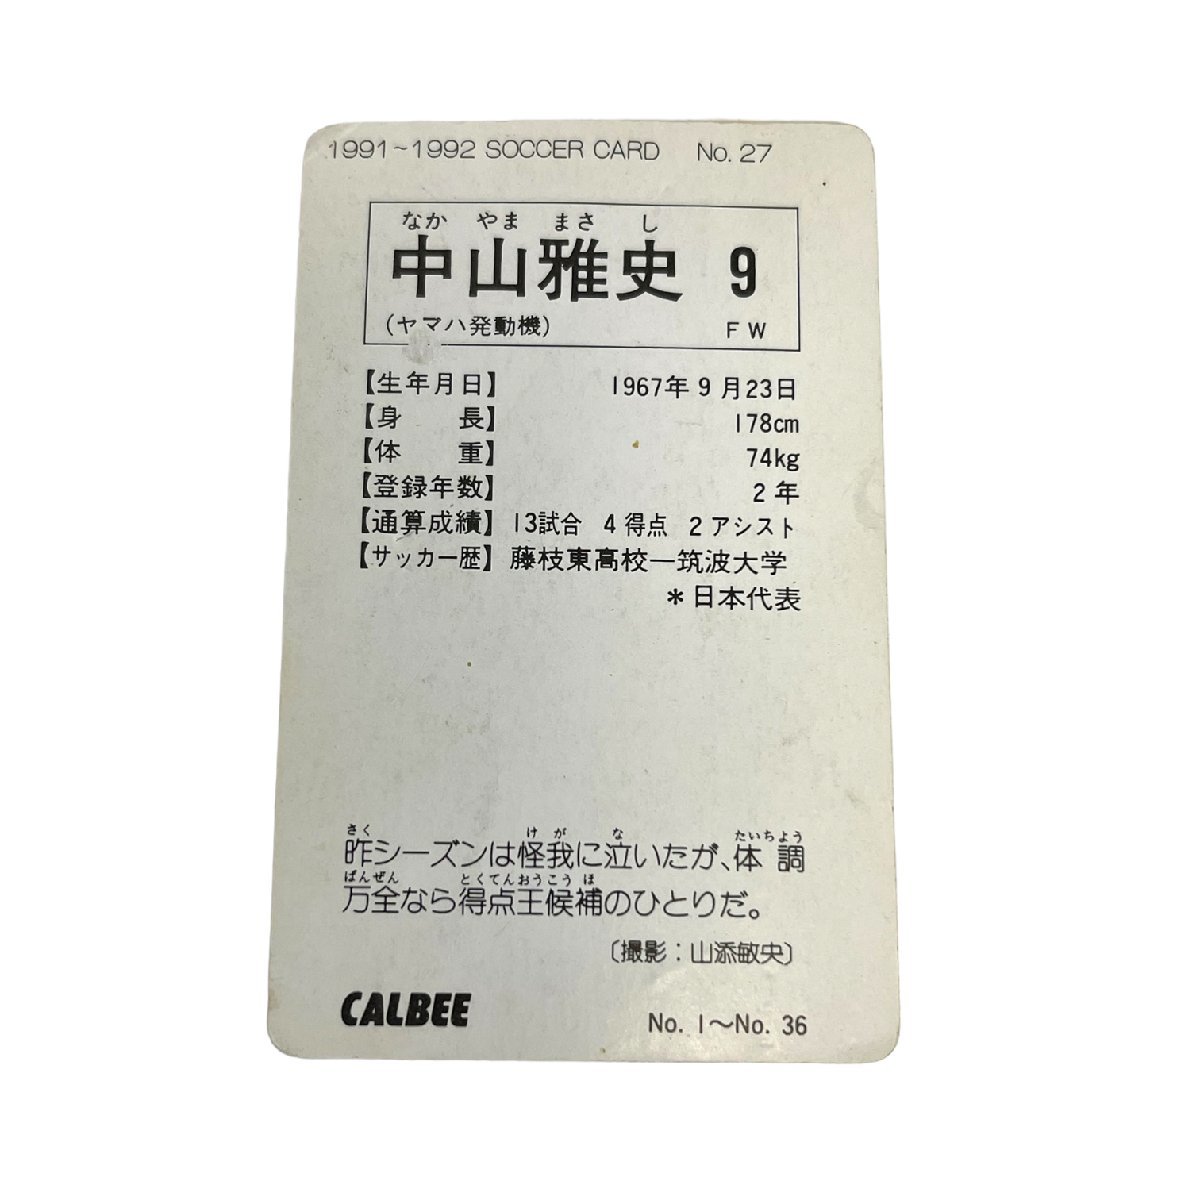 1991~1992 SOCCER CARD No. 27
なか やま まさ し
中山雅史 9
(ヤマハ発動機) FW
【生年月日】 1967年9月23日
【身 長】 178cm
【体 重】 74kg
【登録年数】 2年
【通算成績】 13試合 4得点 2アシスト
【サッカー歴】 藤枝東高校―筑波大学
＊日本代表
さく けが な たいちょう
昨シーズンは怪我に泣いたが、体調
ばんぜん とくてんおうこうほ
万全なら得点王候補のひとりだ。
〔撮影：山添敏央〕
CALBEE No. 1〜No. 36